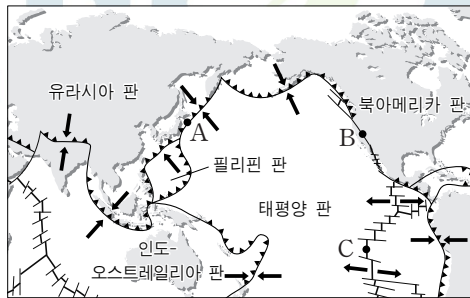 유라시아 판
북아메리카 판
A
B
필리핀 판
태평양 판
C
인도-
오스트레일리아 판